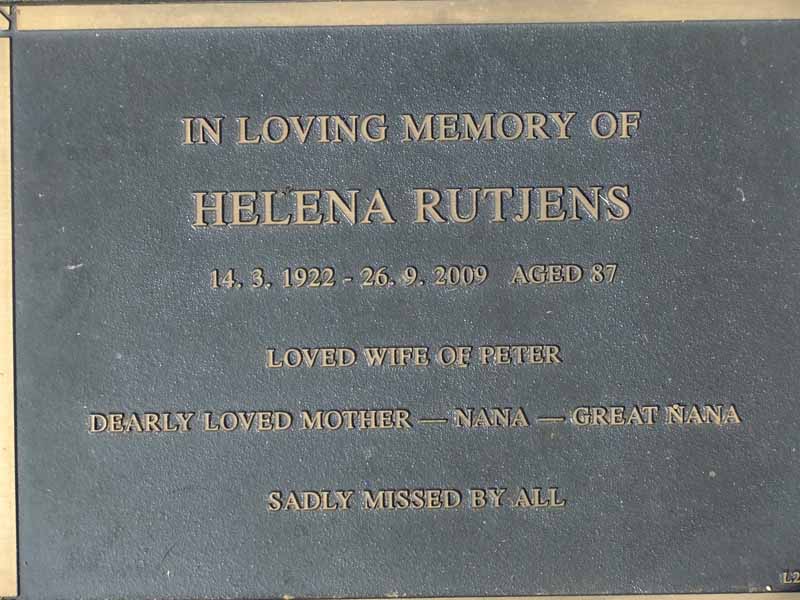 IN LOVING MEMORY OF
HELENA RUTJENS
14. 3. 1922 - 26. 9. 2009 AGED 87
LOVED WIFE OF PETER
DEARLY LOVED MOTHER — NANA — GREAT NANA
SADLY MISSED BY ALL